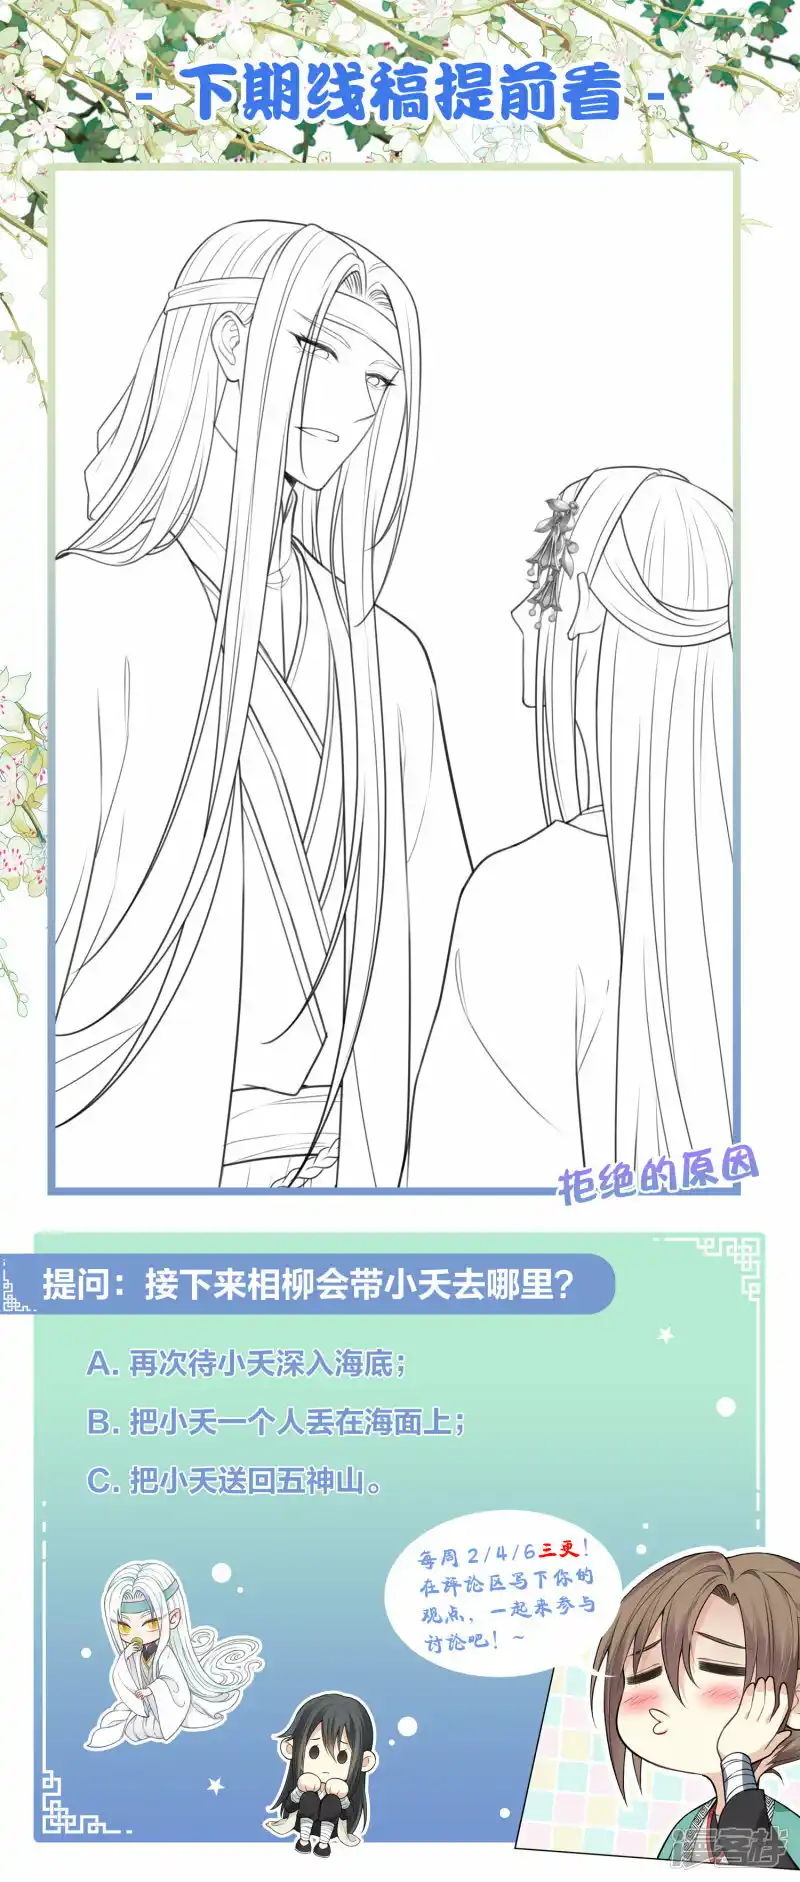 - 下期线稿提前看 -
拒绝的原因
提问：接下来相柳会带小夭去哪里？
A. 再次待小夭深入海底；
B. 把小夭一个人丢在海面上；
C. 把小夭送回五神山。
每周 2/4/6三更！
在评论区写下你的
观点，一起来参与
讨论吧！~
漫客栈